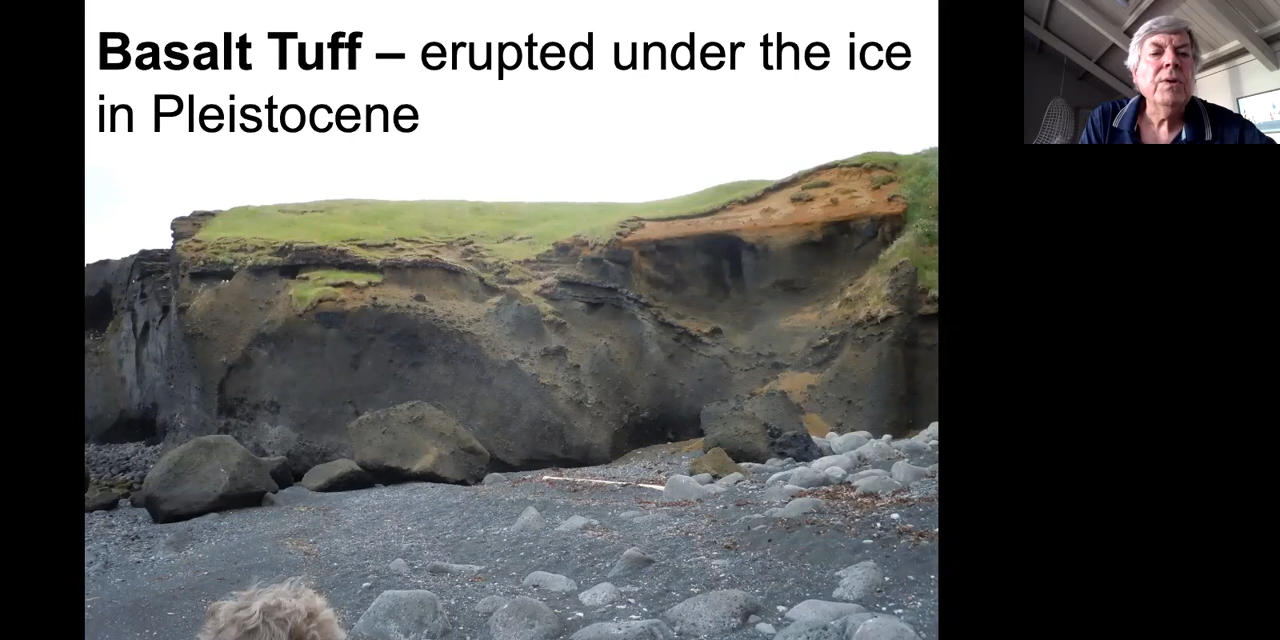 Basalt Tuff – erupted under the ice
in Pleistocene